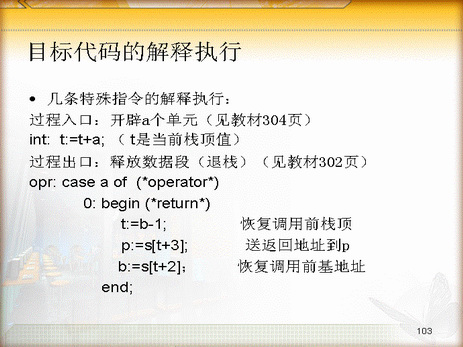 目标代码的解释执行
• 几条特殊指令的解释执行：
过程入口：开辟a个单元（见教材304页）
int:  t:=t+a; （ t是当前栈顶值）
过程出口：释放数据段（退栈）（见教材302页）
opr: case a of  (*operator*)
0: begin (*return*)
t:=b-1;  恢复调用前栈顶
p:=s[t+3];  送返回地址到p
b:=s[t+2]；  恢复调用前基地址
end;
103